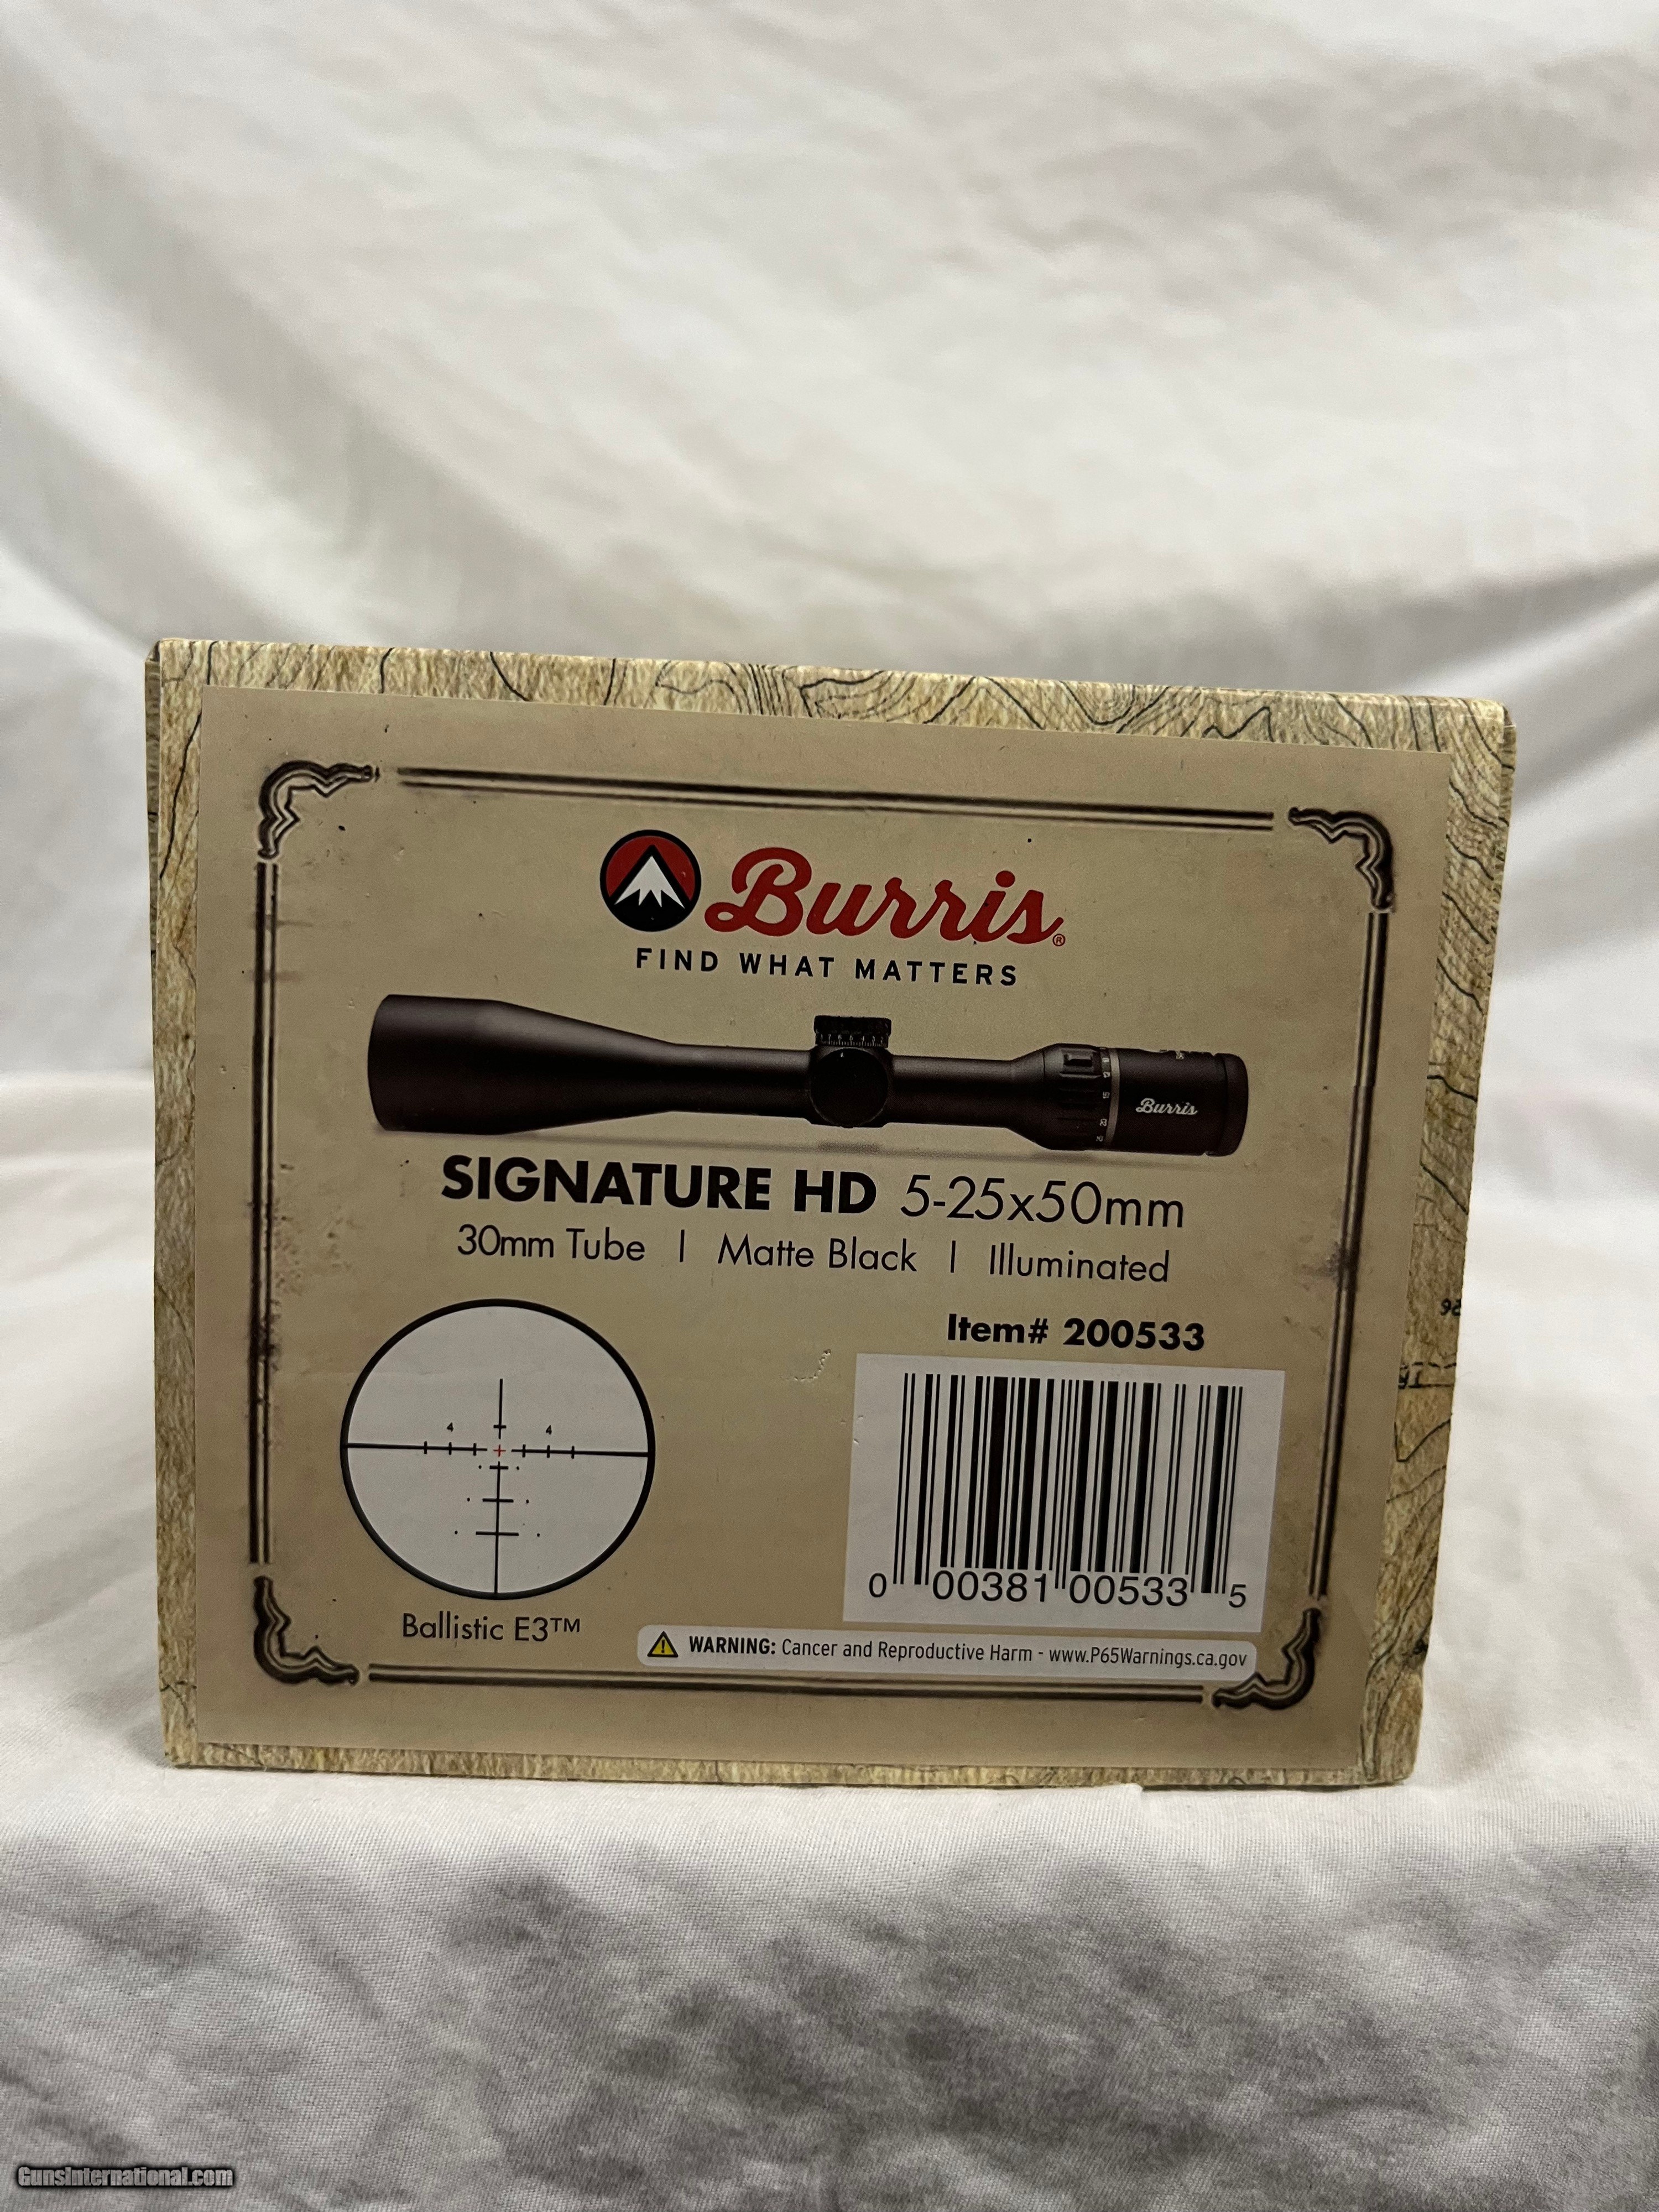 Burris®
FIND WHAT MATTERS
Burris
SIGNATURE HD 5-25x50mm
30mm Tube | Matte Black | Illuminated
Item# 200533
4 4
0 00381 00533 5
Ballistic E3™
WARNING: Cancer and Reproductive Harm - www.P65Warnings.ca.gov
GunsInternational.com